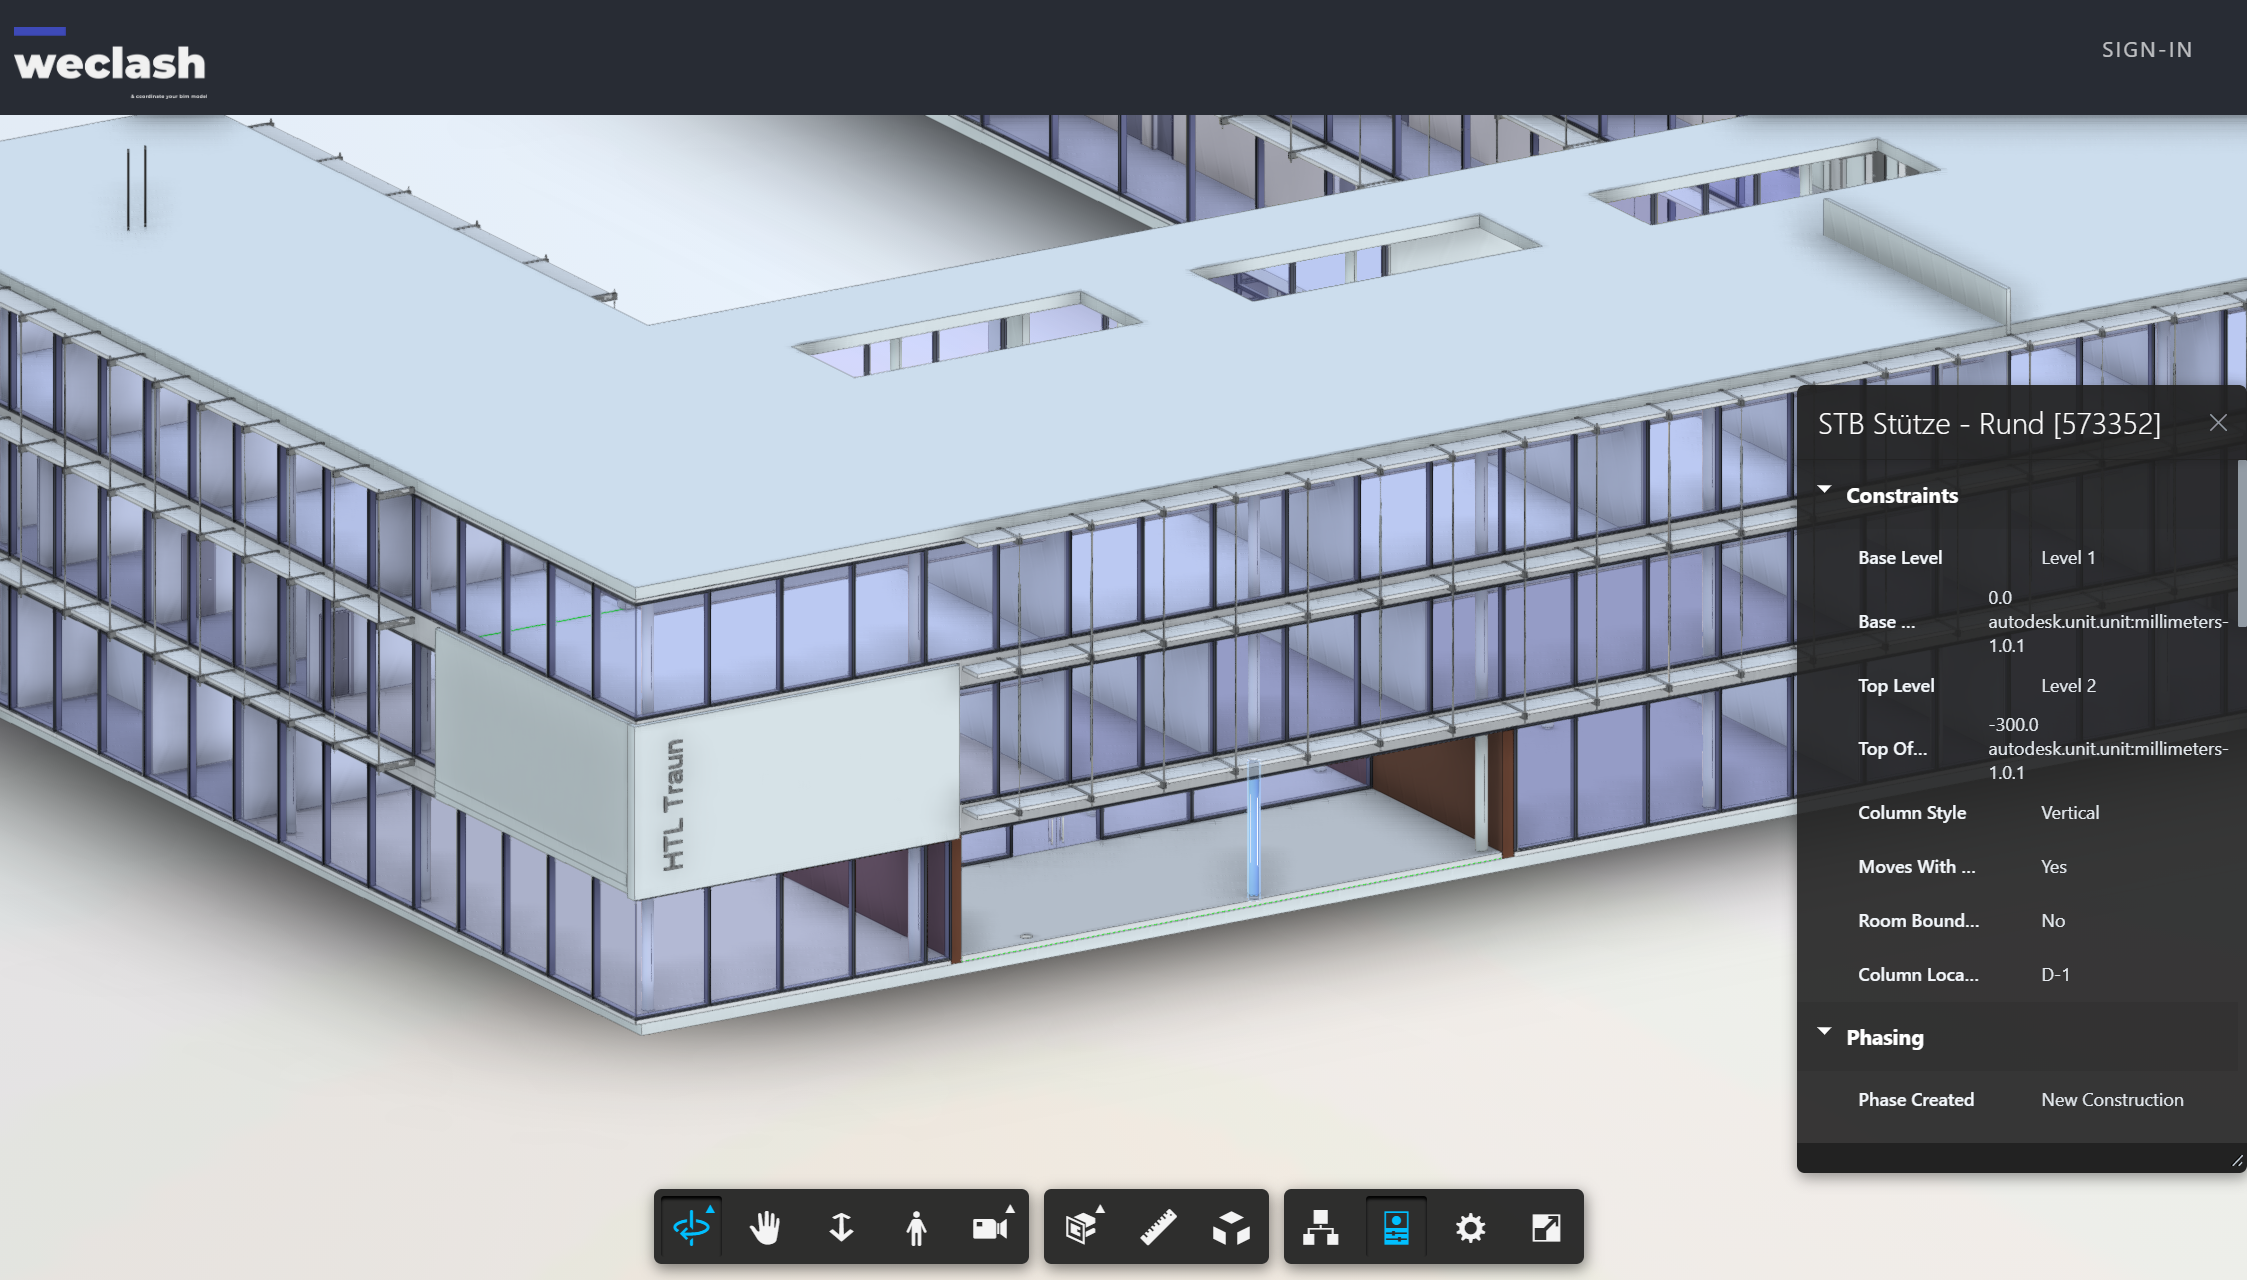 weclash
& coordinate your bim model
SIGN-IN
HTL Traun
STB Stütze - Rund [573352]
Constraints
Base Level Level 1
Base ... 0.0 autodesk.unit.unit:millimeters-1.0.1
Top Level Level 2
Top Of... -300.0 autodesk.unit.unit:millimeters-1.0.1
Column Style Vertical
Moves With ... Yes
Room Bound... No
Column Loca... D-1
Phasing
Phase Created New Construction